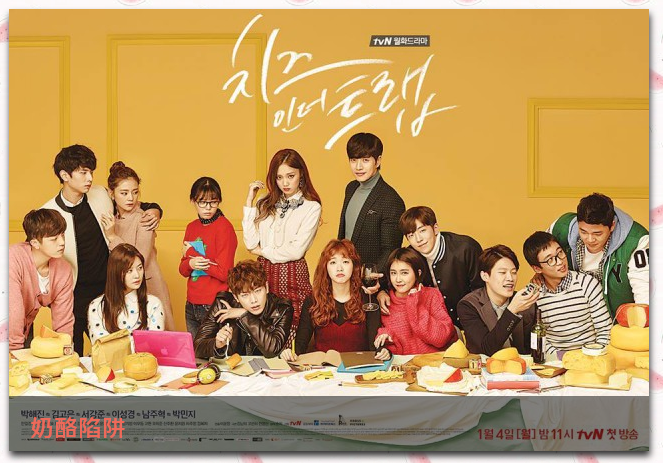 tvN 월화드라마
치즈
인더트랩
박해진 김고은 서강준 이성경 남주혁 박민지
奶酪陷阱
1월 4일[월] 밤 11시 tvN 첫 방송